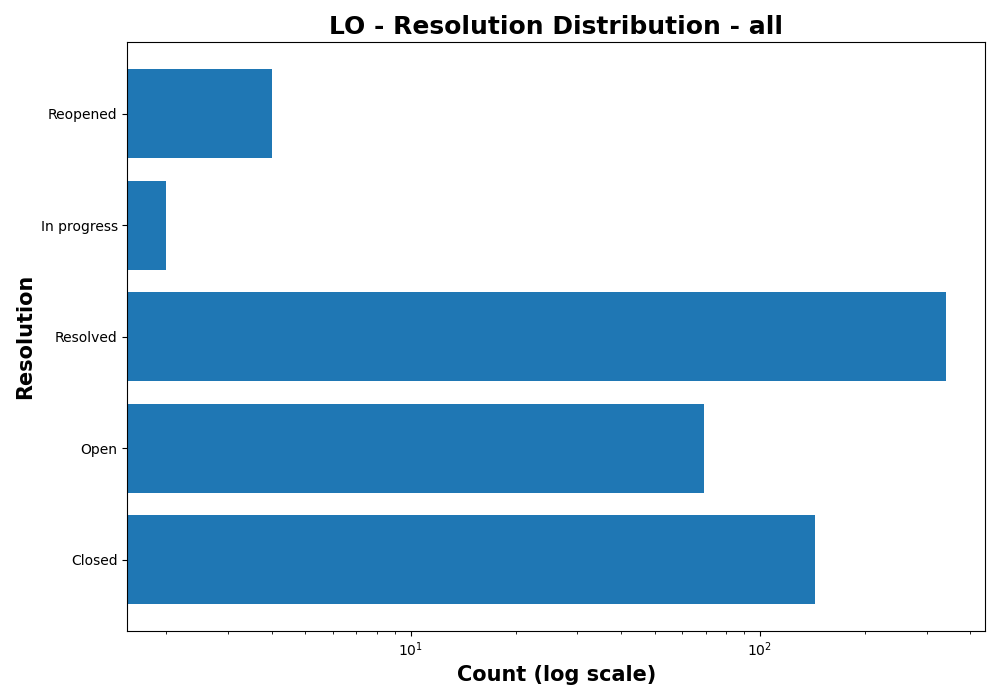 LO - Resolution Distribution - all
Reopened
In progress
Resolved
Open
Closed
Resolution
10¹
10²
Count (log scale)